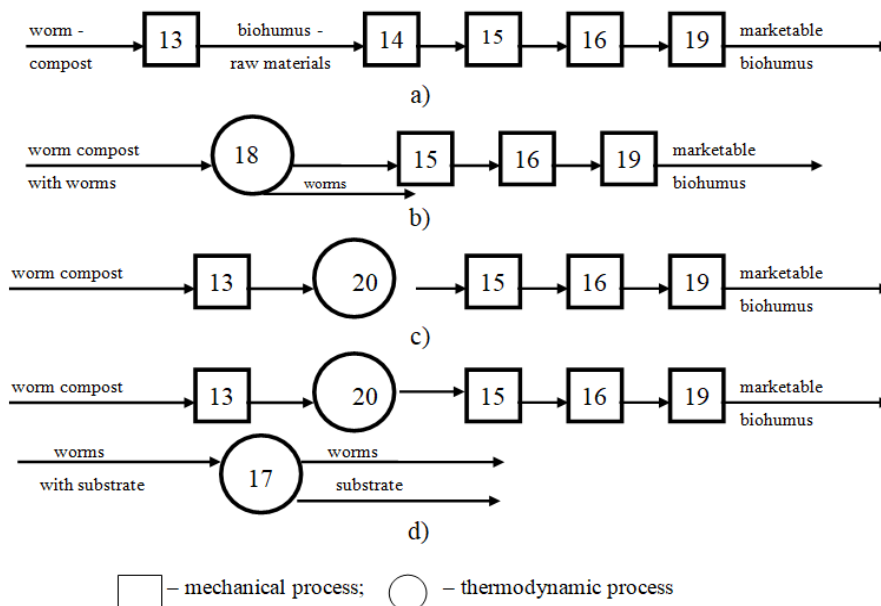 worm - 13 biohumus - 14 15 16 19 marketable
compost raw materials biohumus
a)
worm compost 18 15 16 19 marketable
with worms worms biohumus
b)
worm compost 13 20 15 16 19 marketable
biohumus
c)
worm compost 13 20 15 16 19 marketable
biohumus
worms 17 worms
with substrate substrate
d)
– mechanical process; – thermodynamic process